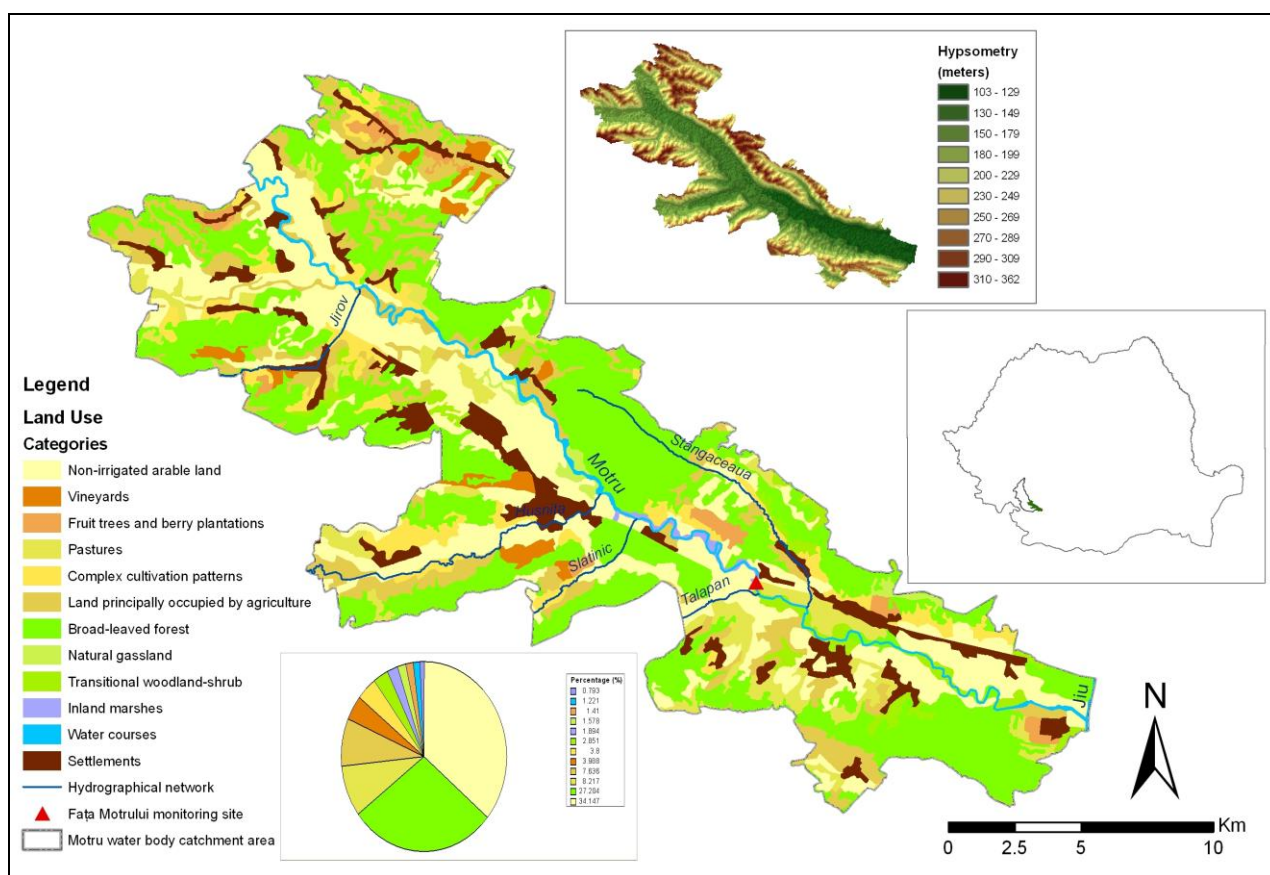 Hypsometry
(meters)
103 - 129
130 - 149
150 - 179
180 - 199
200 - 229
230 - 249
250 - 269
270 - 289
290 - 309
310 - 362
Jirov
Stângaceaua
Motru
Husnita
Slatinic
Talapan
Jiu
Legend
Land Use
Categories
Non-irrigated arable land
Vineyards
Fruit trees and berry plantations
Pastures
Complex cultivation patterns
Land principally occupied by agriculture
Broad-leaved forest
Natural gassland
Transitional woodland-shrub
Inland marshes
Water courses
Settlements
Hydrographical network
Fața Motrului monitoring site
Motru water body catchment area
Percentage (%)
0.793
1.221
1.41
1.578
1.894
2.851
3.8
3.988
7.636
8.217
27.284
34.147
N
Km
0 2.5 5 10